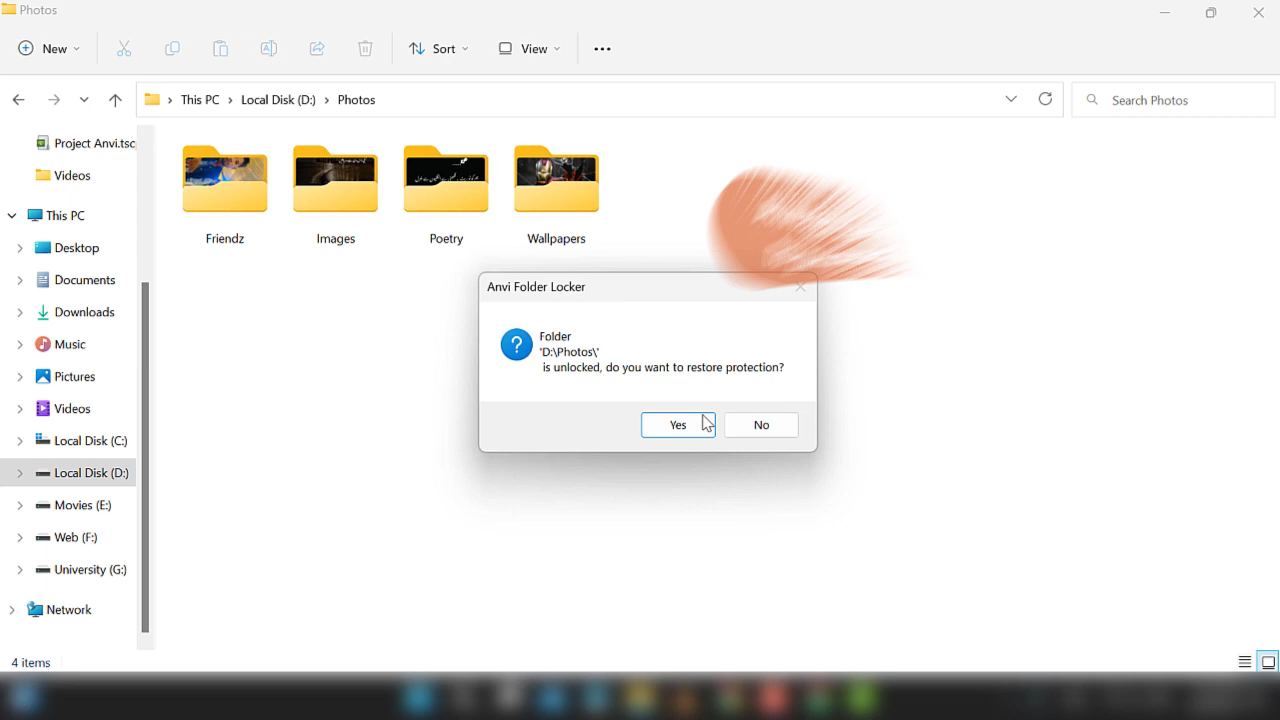 Photos
New
Sort
View
This PC > Local Disk (D:) > Photos
Search Photos
Project Anvi.tsc
Videos
This PC
Desktop
Documents
Downloads
Music
Pictures
Videos
Local Disk (C:)
Local Disk (D:)
Movies (E:)
Web (F:)
University (G:)
Network
Friendz
Images
Poetry
Wallpapers
Anvi Folder Locker
Folder
'D:\Photos\'
is unlocked, do you want to restore protection?
Yes
No
4 items